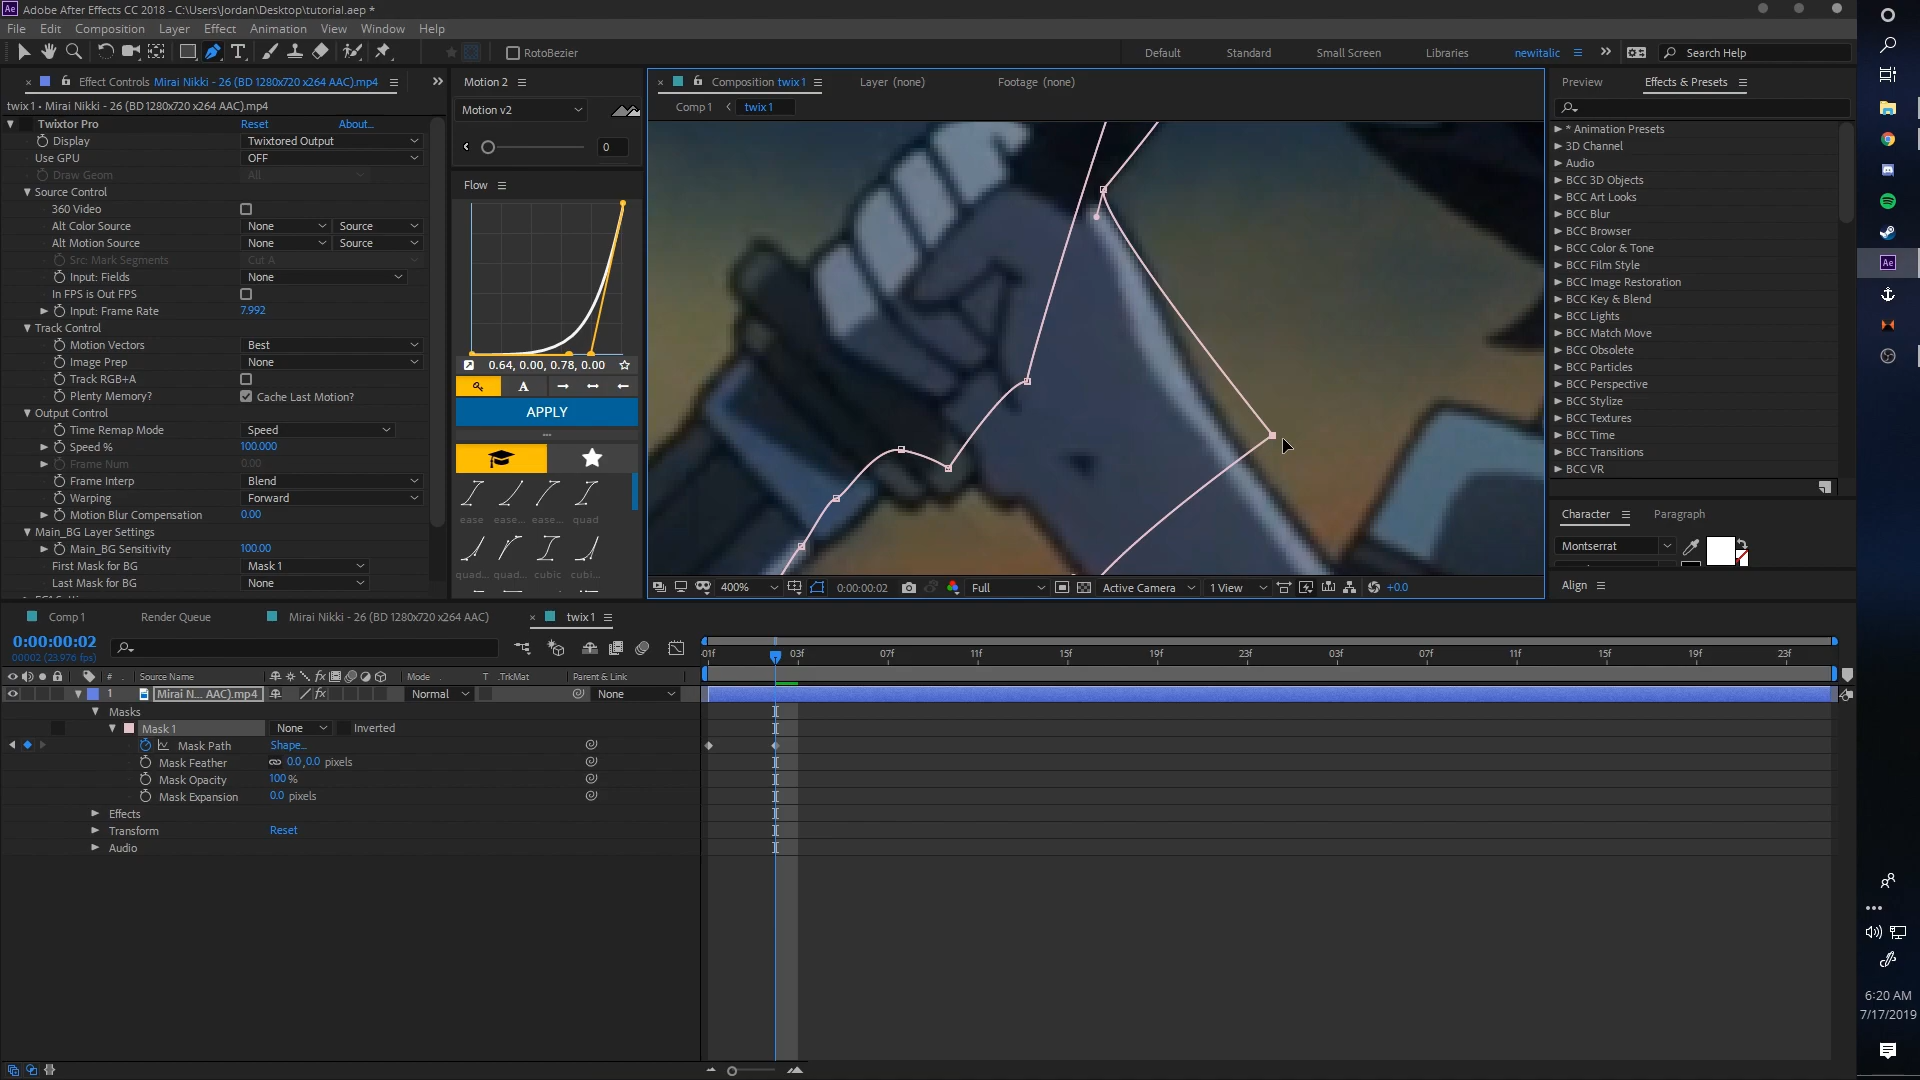 Adobe After Effects CC 2018 - C:\Users\Jordan\Desktop\tutorial.aep *
File Edit Composition Layer Effect Animation View Window Help
RotoBezier
Default Standard Small Screen Libraries newitalic Search Help
Effect Controls Mirai Nikki - 26 (BD 1280x720 x264 AAC).mp4
twix1 • Mirai Nikki - 26 (BD 1280x720 x264 AAC).mp4
Twixtor Pro Reset About...
Display Twixtored Output
Use GPU OFF
Draw Geom All
Source Control
360 Video
Alt Color Source None Source
Alt Motion Source None Source
Src: Mark Segments Cut A
Input: Fields None
In FPS is Out FPS
Input: Frame Rate 7.992
Track Control
Motion Vectors Best
Image Prep None
Track RGB+A
Plenty Memory? Cache Last Motion?
Output Control
Time Remap Mode Speed
Speed % 100.000
Frame Num 0.00
Frame Interp Blend
Warping Forward
Motion Blur Compensation 0.00
Main_BG Layer Settings
Main_BG Sensitivity 100.00
First Mask for BG Mask 1
Last Mask for BG None
Motion 2
Motion v2
0
Flow
0.64, 0.00, 0.78, 0.00
A
APPLY
ease ease... ease... quad
quad... quad... cubic cubi...
Composition twix1 Layer (none) Footage (none)
Comp 1 twix1
400% 0:00:00:02 Full Active Camera 1 View +0.0
Preview Effects & Presets
* Animation Presets
3D Channel
Audio
BCC 3D Objects
BCC Art Looks
BCC Blur
BCC Browser
BCC Color & Tone
BCC Film Style
BCC Image Restoration
BCC Key & Blend
BCC Lights
BCC Match Move
BCC Obsolete
BCC Particles
BCC Perspective
BCC Stylize
BCC Textures
BCC Time
BCC Transitions
BCC VR
Character Paragraph
Montserrat
Align
Comp 1 Render Queue Mirai Nikki - 26 (BD 1280x720 x264 AAC) twix1
0:00:00:02
00002 (23.976 fps)
:01f 03f 07f 11f 15f 19f 23f 03f 07f 11f 15f 19f 23f
# Source Name Mode T .TrkMat Parent & Link
1 Mirai N... AAC).mp4 Normal None
Masks
Mask 1 None Inverted
Mask Path Shape...
Mask Feather 0.0,0.0 pixels
Mask Opacity 100 %
Mask Expansion 0.0 pixels
Effects
Transform Reset
Audio
6:20 AM
7/17/2019